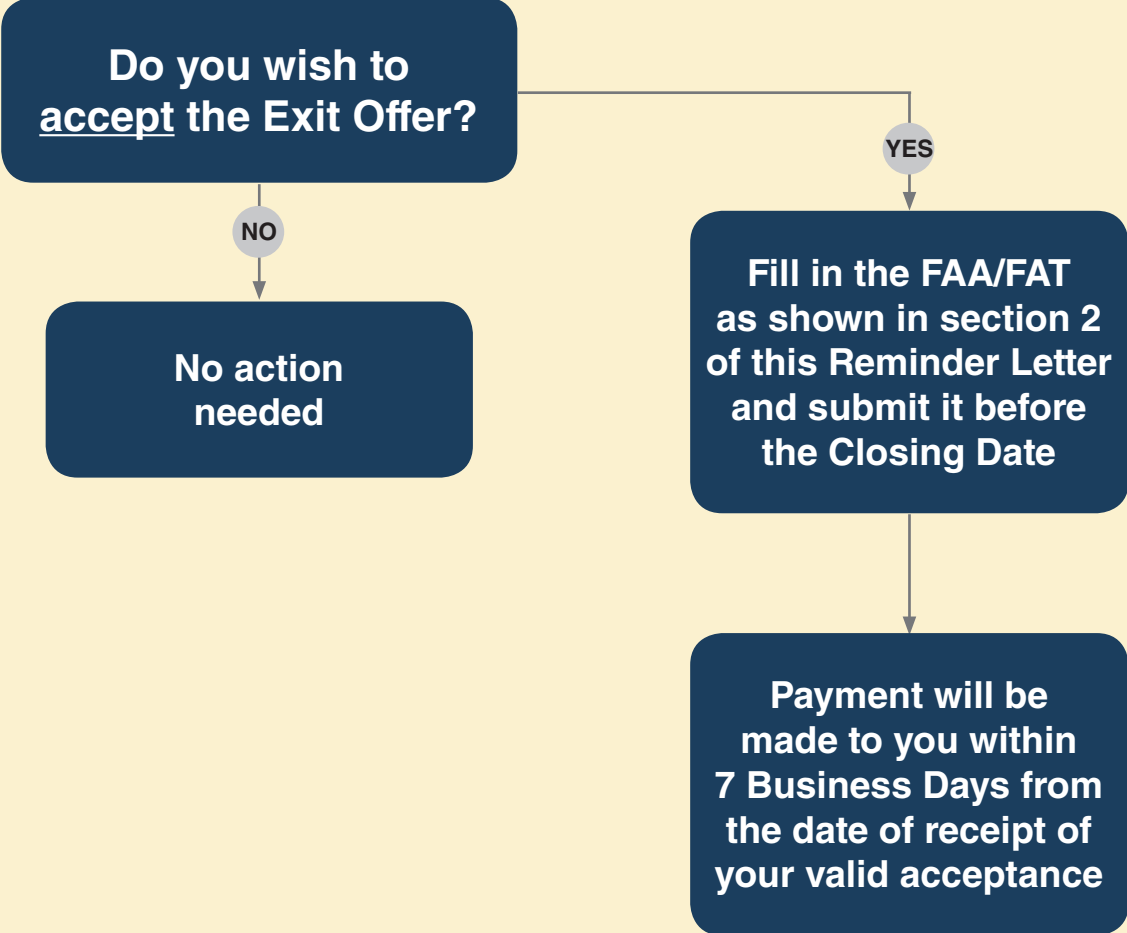 Do you wish to
accept the Exit Offer?
YES
NO
Fill in the FAA/FAT
as shown in section 2
of this Reminder Letter
and submit it before
the Closing Date
No action
needed
Payment will be
made to you within
7 Business Days from
the date of receipt of
your valid acceptance